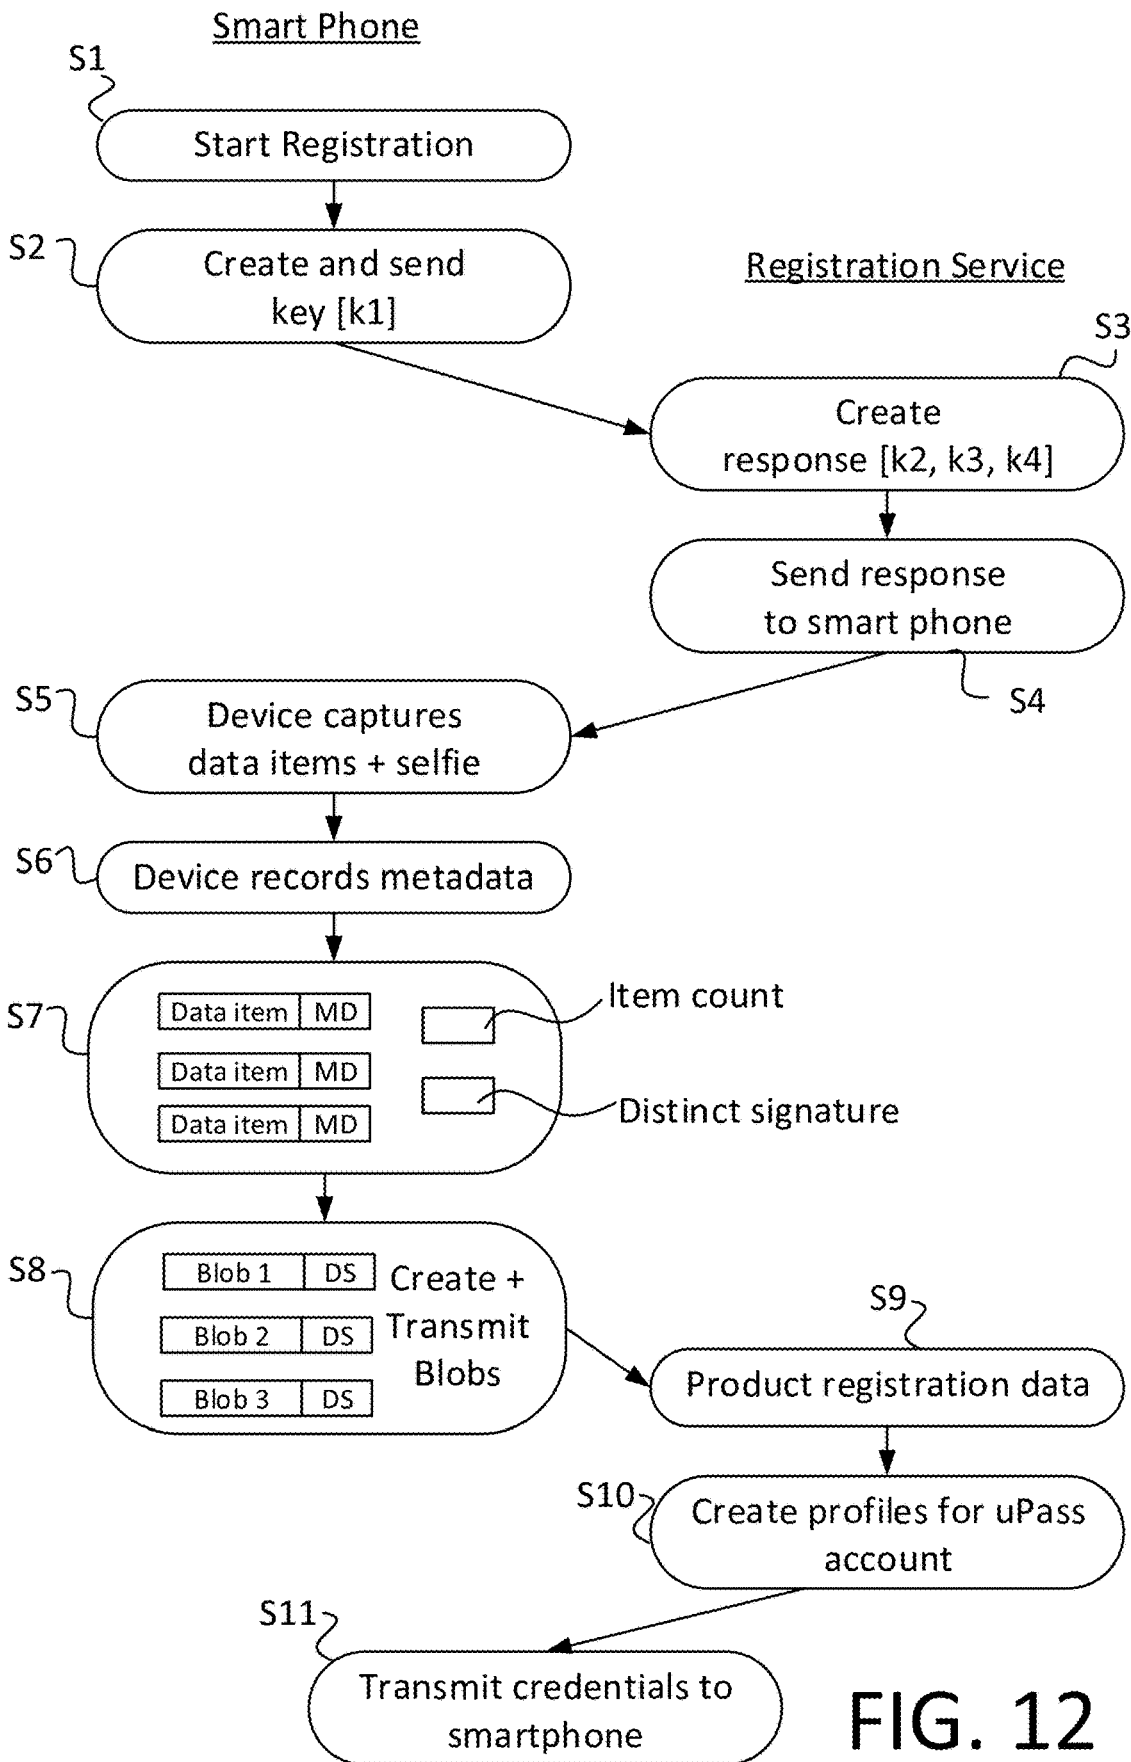 Smart Phone
S1
Start Registration
S2
Create and send
key [k1]
Registration Service
S3
Create
response [k2, k3, k4]
Send response
to smart phone
S4
S5
Device captures
data items + selfie
S6
Device records metadata
S7
Data item MD
Data item MD
Data item MD
Item count
Distinct signature
S8
Blob 1 DS
Blob 2 DS
Blob 3 DS
Create +
Transmit
Blobs
S9
Product registration data
S10
Create profiles for uPass
account
S11
Transmit credentials to
smartphone
FIG. 12